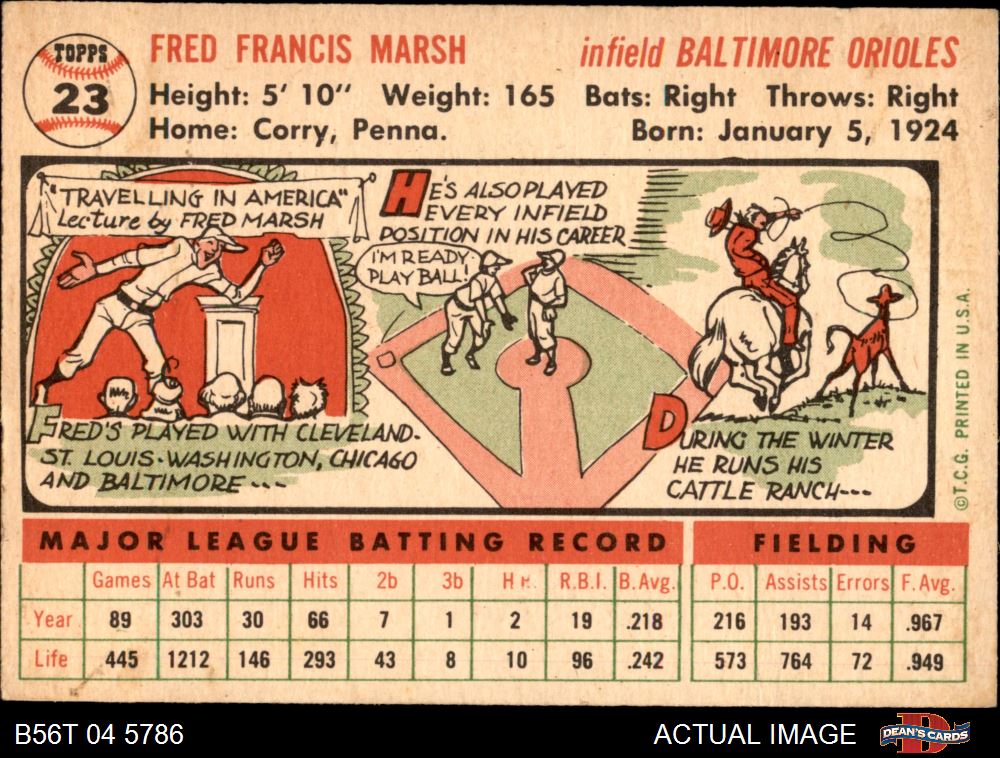 TOPPS
23
FRED FRANCIS MARSH
infield BALTIMORE ORIOLES
Height: 5' 10" Weight: 165 Bats: Right Throws: Right
Home: Corry, Penna. Born: January 5, 1924
"TRAVELLING IN AMERICA"
Lecture by FRED MARSH
FRED'S PLAYED WITH CLEVELAND-
ST. LOUIS-WASHINGTON, CHICAGO
AND BALTIMORE ---
HE'S ALSO PLAYED
EVERY INFIELD
POSITION IN HIS CAREER
I'M READY-
PLAY BALL!
DURING THE WINTER
HE RUNS HIS
CATTLE RANCH---
©T.C.G. PRINTED IN U.S.A.
MAJOR LEAGUE BATTING RECORD FIELDING
Games At Bat Runs Hits 2b 3b H R. R.B.I. B.Avg. P.O. Assists Errors F. Avg.
Year 89 303 30 66 7 1 2 19 .218 216 193 14 .967
Life 445 1212 146 293 43 8 10 96 .242 573 764 72 .949
B56T 04 5786 ACTUAL IMAGE DEAN'S CARDS